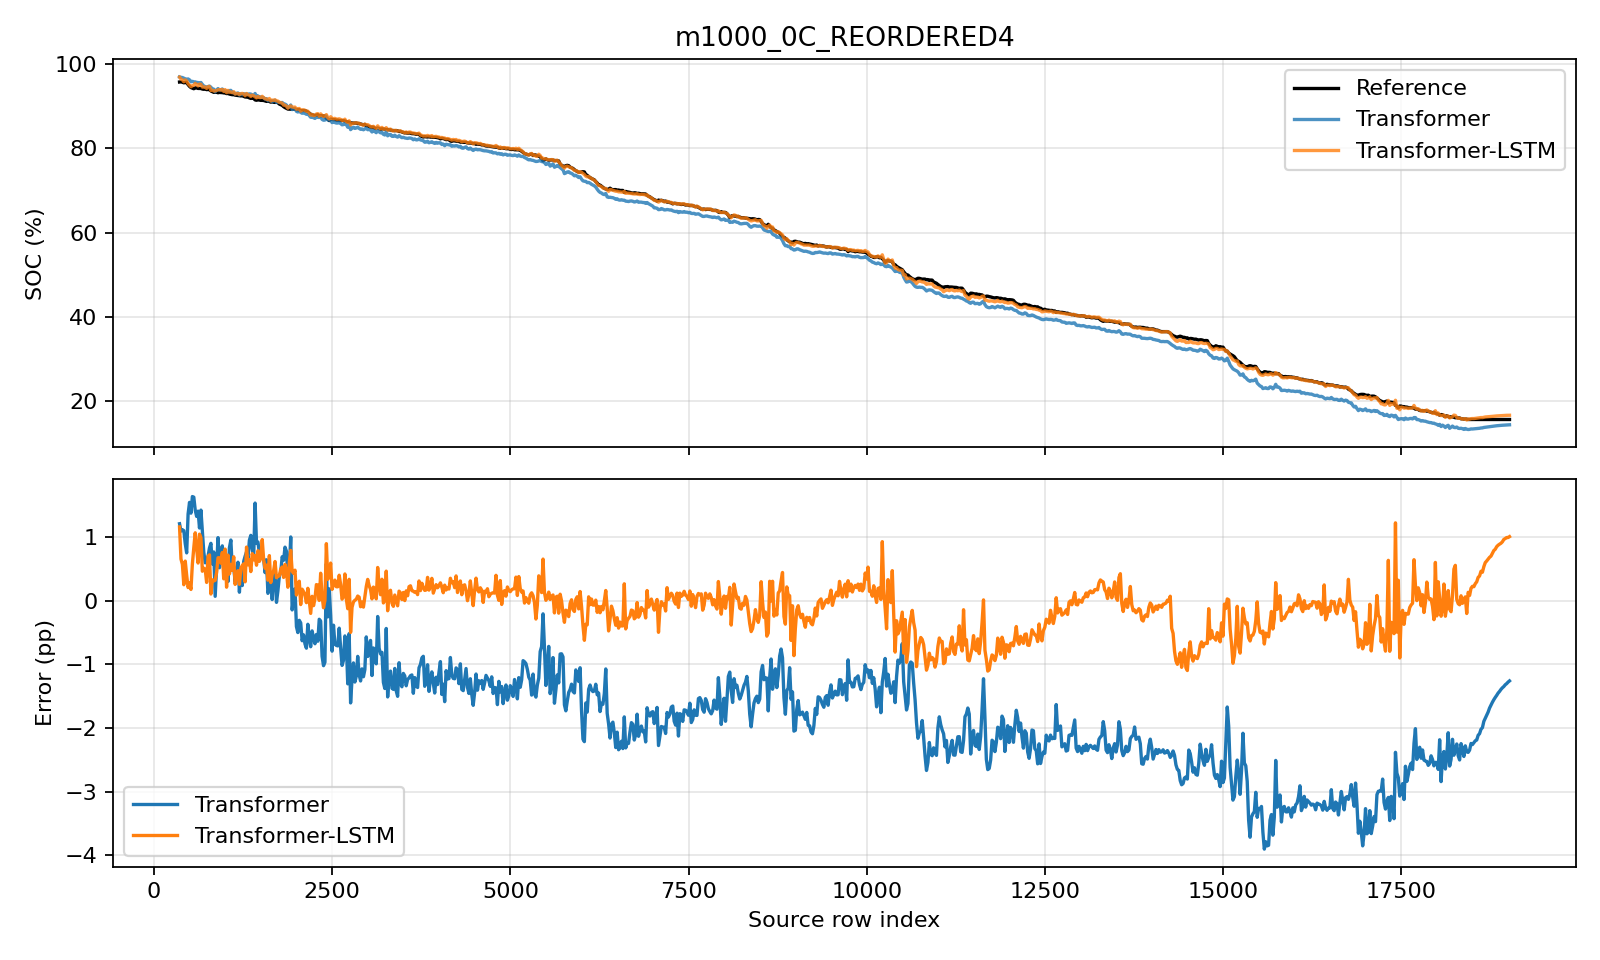 m1000_0C_REORDERED4
100
80
60
40
20
SOC (%)
Reference
Transformer
Transformer-LSTM
1
0
−1
−2
−3
−4
Error (pp)
Transformer
Transformer-LSTM
0 2500 5000 7500 10000 12500 15000 17500
Source row index